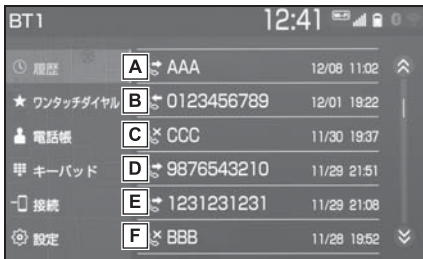 BT1 12:41
履歴 A AAA 12/08 11:02
ワンタッチダイヤル B 0123456789 12/01 19:22
電話帳 C CCC 11/30 19:37
キーパッド D 9876543210 11/29 21:51
接続 E 1231231231 11/29 21:08
設定 F BBB 11/28 19:52